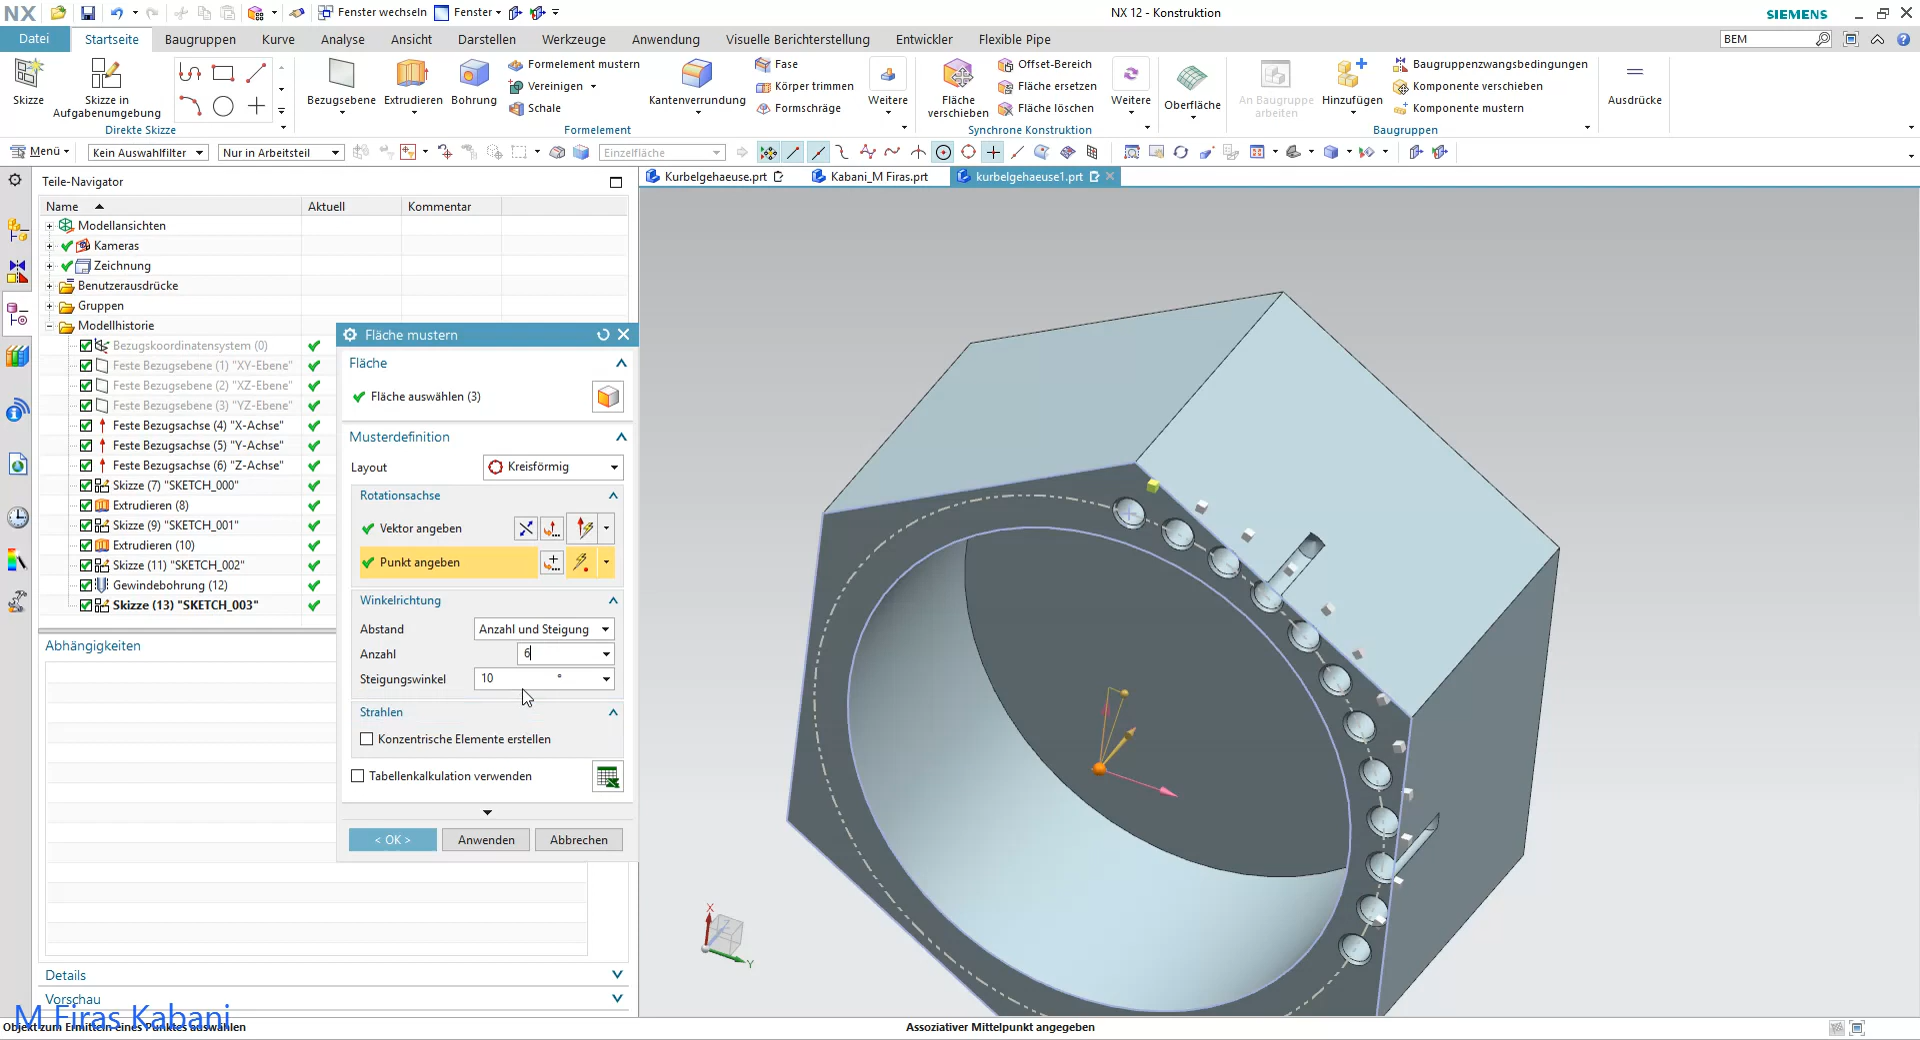 NX
Fenster wechseln
Fenster
NX 12 - Konstruktion
SIEMENS
Datei
Startseite
Baugruppen
Kurve
Analyse
Ansicht
Darstellen
Werkzeuge
Anwendung
Visuelle Berichterstellung
Entwickler
Flexible Pipe
BEM
Skizze
Skizze in
Aufgabenumgebung
Direkte Skizze
Bezugsebene
Extrudieren
Bohrung
Formelement mustern
Vereinigen
Schale
Kantenverrundung
Fase
Körper trimmen
Formschräge
Weitere
Formelement
Fläche
verschieben
Offset-Bereich
Fläche ersetzen
Fläche löschen
Weitere
Synchrone Konstruktion
Oberfläche
An Baugruppe
arbeiten
Hinzufügen
Baugruppenzwangsbedingungen
Komponente verschieben
Komponente mustern
Baugruppen
Ausdrücke
Menü
Kein Auswahlfilter
Nur in Arbeitsteil
Einzelfläche
Teile-Navigator
Kurbelgehaeuse.prt
Kabani_M Firas.prt
kurbelgehaeuse1.prt
Name
Aktuell
Kommentar
Modellansichten
Kameras
Zeichnung
Benutzerausdrücke
Gruppen
Modellhistorie
Bezugskoordinatensystem (0)
Feste Bezugsebene (1) "XY-Ebene"
Feste Bezugsebene (2) "XZ-Ebene"
Feste Bezugsebene (3) "YZ-Ebene"
Feste Bezugsachse (4) "X-Achse"
Feste Bezugsachse (5) "Y-Achse"
Feste Bezugsachse (6) "Z-Achse"
Skizze (7) "SKETCH_000"
Extrudieren (8)
Skizze (9) "SKETCH_001"
Extrudieren (10)
Skizze (11) "SKETCH_002"
Gewindebohrung (12)
Skizze (13) "SKETCH_003"
Abhängigkeiten
Details
Vorschau
Fläche mustern
Fläche
Fläche auswählen (3)
Musterdefinition
Layout
Kreisförmig
Rotationsachse
Vektor angeben
Punkt angeben
Winkelrichtung
Abstand
Anzahl und Steigung
Anzahl
6
Steigungswinkel
10 °
Strahlen
Konzentrische Elemente erstellen
Tabellenkalkulation verwenden
< OK >
Anwenden
Abbrechen
X
Y
M Firas Kabani
Objekt zum Ermitteln eines Punktes auswählen
Assoziativer Mittelpunkt angegeben